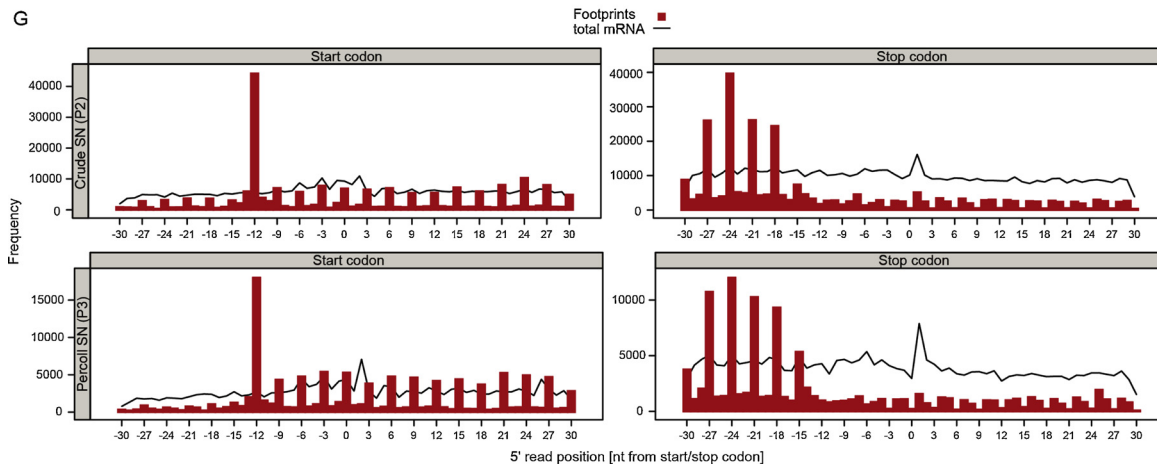 G
Footprints
total mRNA
Start codon
Stop codon
Crude SN (P2)
40000
30000
20000
10000
0
-30 -27 -24 -21 -18 -15 -12 -9 -6 -3 0 3 6 9 12 15 18 21 24 27 30
40000
30000
20000
10000
0
-30 -27 -24 -21 -18 -15 -12 -9 -6 -3 0 3 6 9 12 15 18 21 24 27 30
Frequency
Start codon
Stop codon
Percoll SN (P3)
15000
10000
5000
0
-30 -27 -24 -21 -18 -15 -12 -9 -6 -3 0 3 6 9 12 15 18 21 24 27 30
10000
5000
0
-30 -27 -24 -21 -18 -15 -12 -9 -6 -3 0 3 6 9 12 15 18 21 24 27 30
5' read position [nt from start/stop codon]